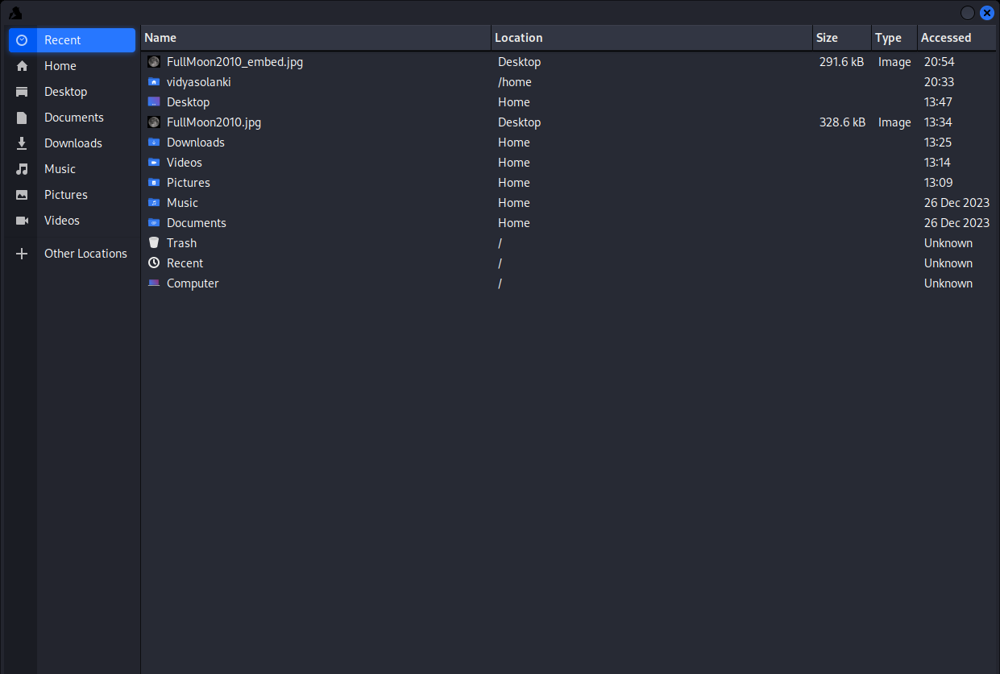 Recent
Home
Desktop
Documents
Downloads
Music
Pictures
Videos
Other Locations
Name Location Size Type Accessed
FullMoon2010_embed.jpg Desktop 291.6 kB Image 20:54
vidyasolanki /home 20:33
Desktop Home 13:47
FullMoon2010.jpg Desktop 328.6 kB Image 13:34
Downloads Home 13:25
Videos Home 13:14
Pictures Home 13:09
Music Home 26 Dec 2023
Documents Home 26 Dec 2023
Trash / Unknown
Recent / Unknown
Computer / Unknown